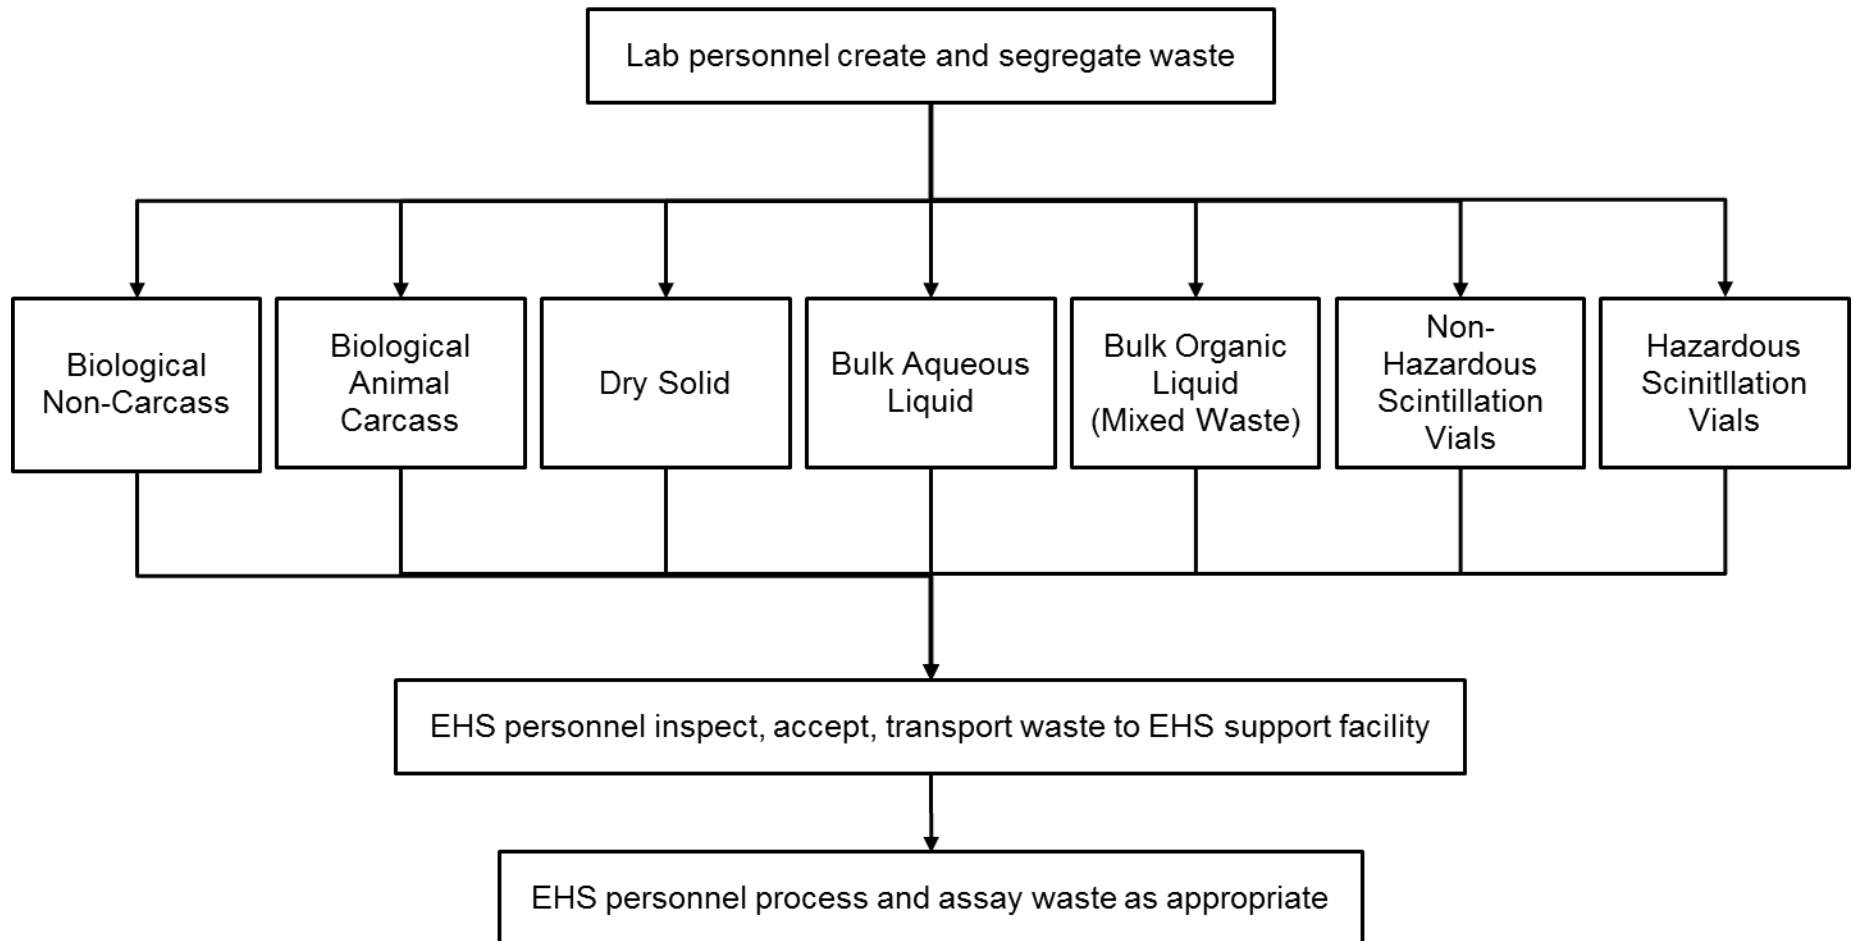 Lab personnel create and segregate waste
Biological
Non-Carcass
Biological
Animal
Carcass
Dry Solid
Bulk Aqueous
Liquid
Bulk Organic
Liquid
(Mixed Waste)
Non-
Hazardous
Scintillation
Vials
Hazardous
Scinitllation
Vials
EHS personnel inspect, accept, transport waste to EHS support facility
EHS personnel process and assay waste as appropriate